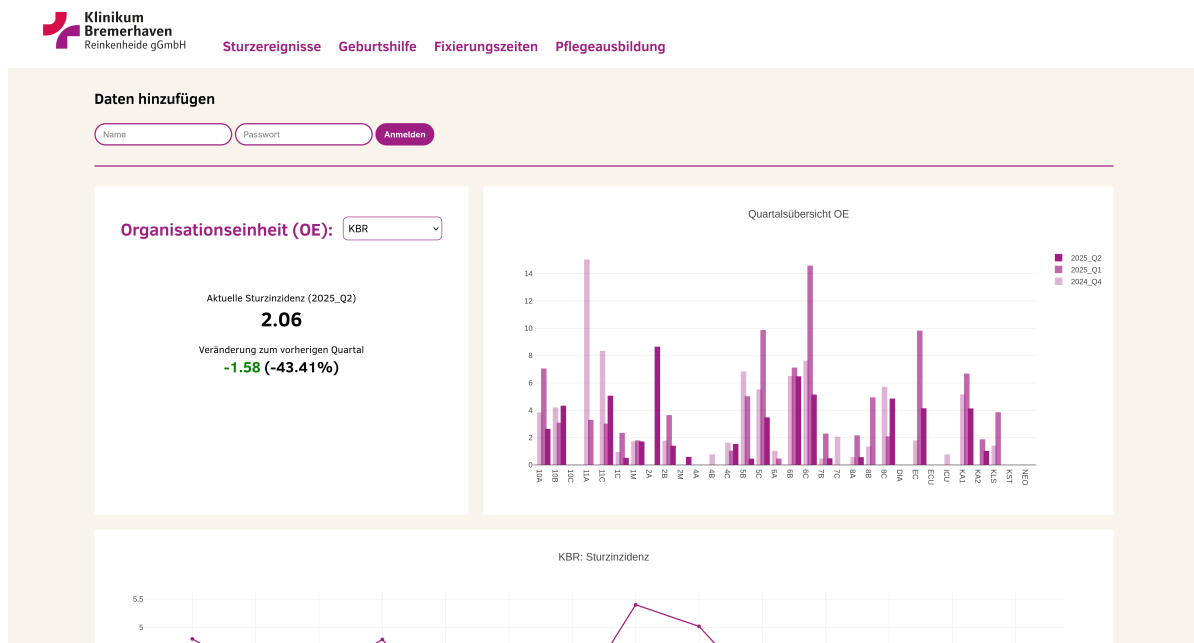 Klinikum
Bremerhaven
Reinkenheide gGmbH
Sturzereignisse Geburtshilfe Fixierungszeiten Pflegeausbildung
Daten hinzufügen
Name Passwort Anmelden
Organisationseinheit (OE): KBR
Aktuelle Sturzinzidenz (2025_Q2)
2.06
Veränderung zum vorherigen Quartal
-1.58 (-43.41%)
Quartalsübersicht OE
2025_Q2
2025_Q1
2024_Q4
14
12
10
8
6
4
2
0
10A 10B 10C 11A 11C 1C 1M 2A 2B 2M 4A 4B 4C 5B 5C 6A 6B 6C 7B 7C 8A 8B 8C DIA EC ECU ICU KA1 KA2 KLS KST NEO
KBR: Sturzinzidenz
5.5
5